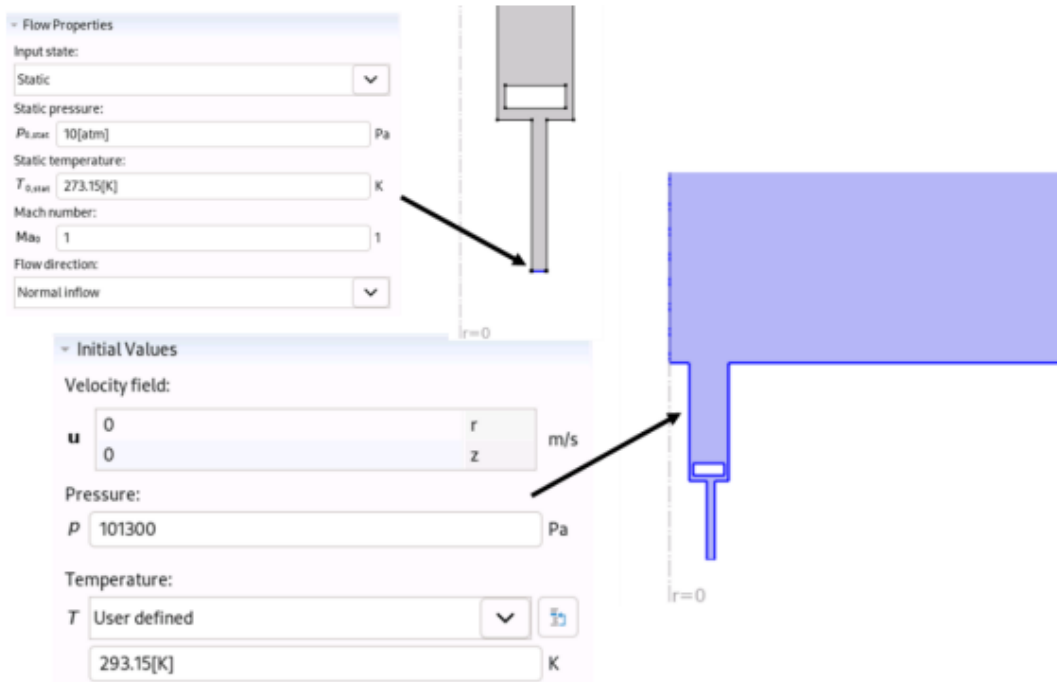 Flow Properties
Input state:
Static
Static pressure:
P0,stat 10[atm] Pa
Static temperature:
T0,stat 273.15[K] K
Mach number:
Ma0 1 1
Flow direction:
Normal inflow
r=0
Initial Values
Velocity field:
u 0 r m/s
0 z
Pressure:
p 101300 Pa
Temperature:
T User defined
293.15[K] K
r=0